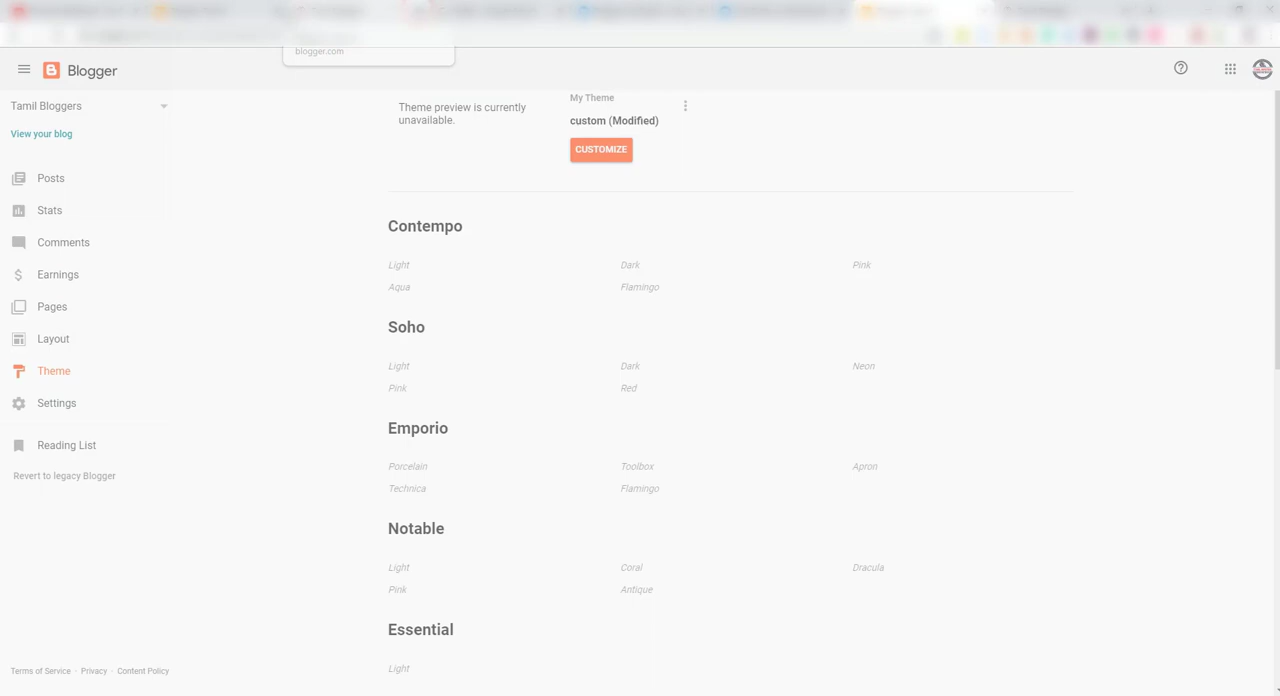 blogger.com
Blogger
Tamil Bloggers
View your blog
Posts
Stats
Comments
Earnings
Pages
Layout
Theme
Settings
Reading List
Revert to legacy Blogger
Terms of Service · Privacy · Content Policy
Theme preview is currently
unavailable.
My Theme
custom (Modified)
CUSTOMIZE
Contempo
Light Dark Pink
Aqua Flamingo
Soho
Light Dark Neon
Pink Red
Emporio
Porcelain Toolbox Apron
Technica Flamingo
Notable
Light Coral Dracula
Pink Antique
Essential
Light